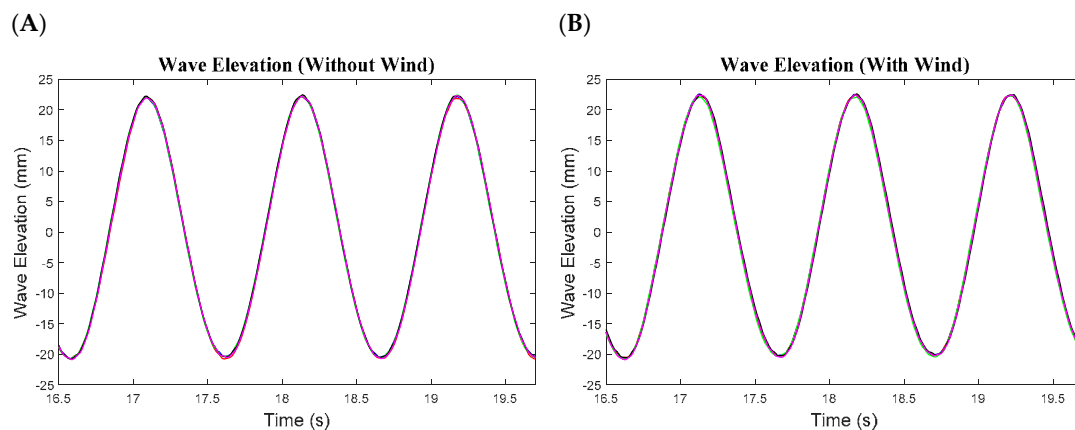 (A)
Wave Elevation (Without Wind)
25
20
15
10
5
0
-5
-10
-15
-20
-25
Wave Elevation (mm)
16.5 17 17.5 18 18.5 19 19.5
Time (s)
(B)
Wave Elevation (With Wind)
25
20
15
10
5
0
-5
-10
-15
-20
-25
Wave Elevation (mm)
16.5 17 17.5 18 18.5 19 19.5
Time (s)